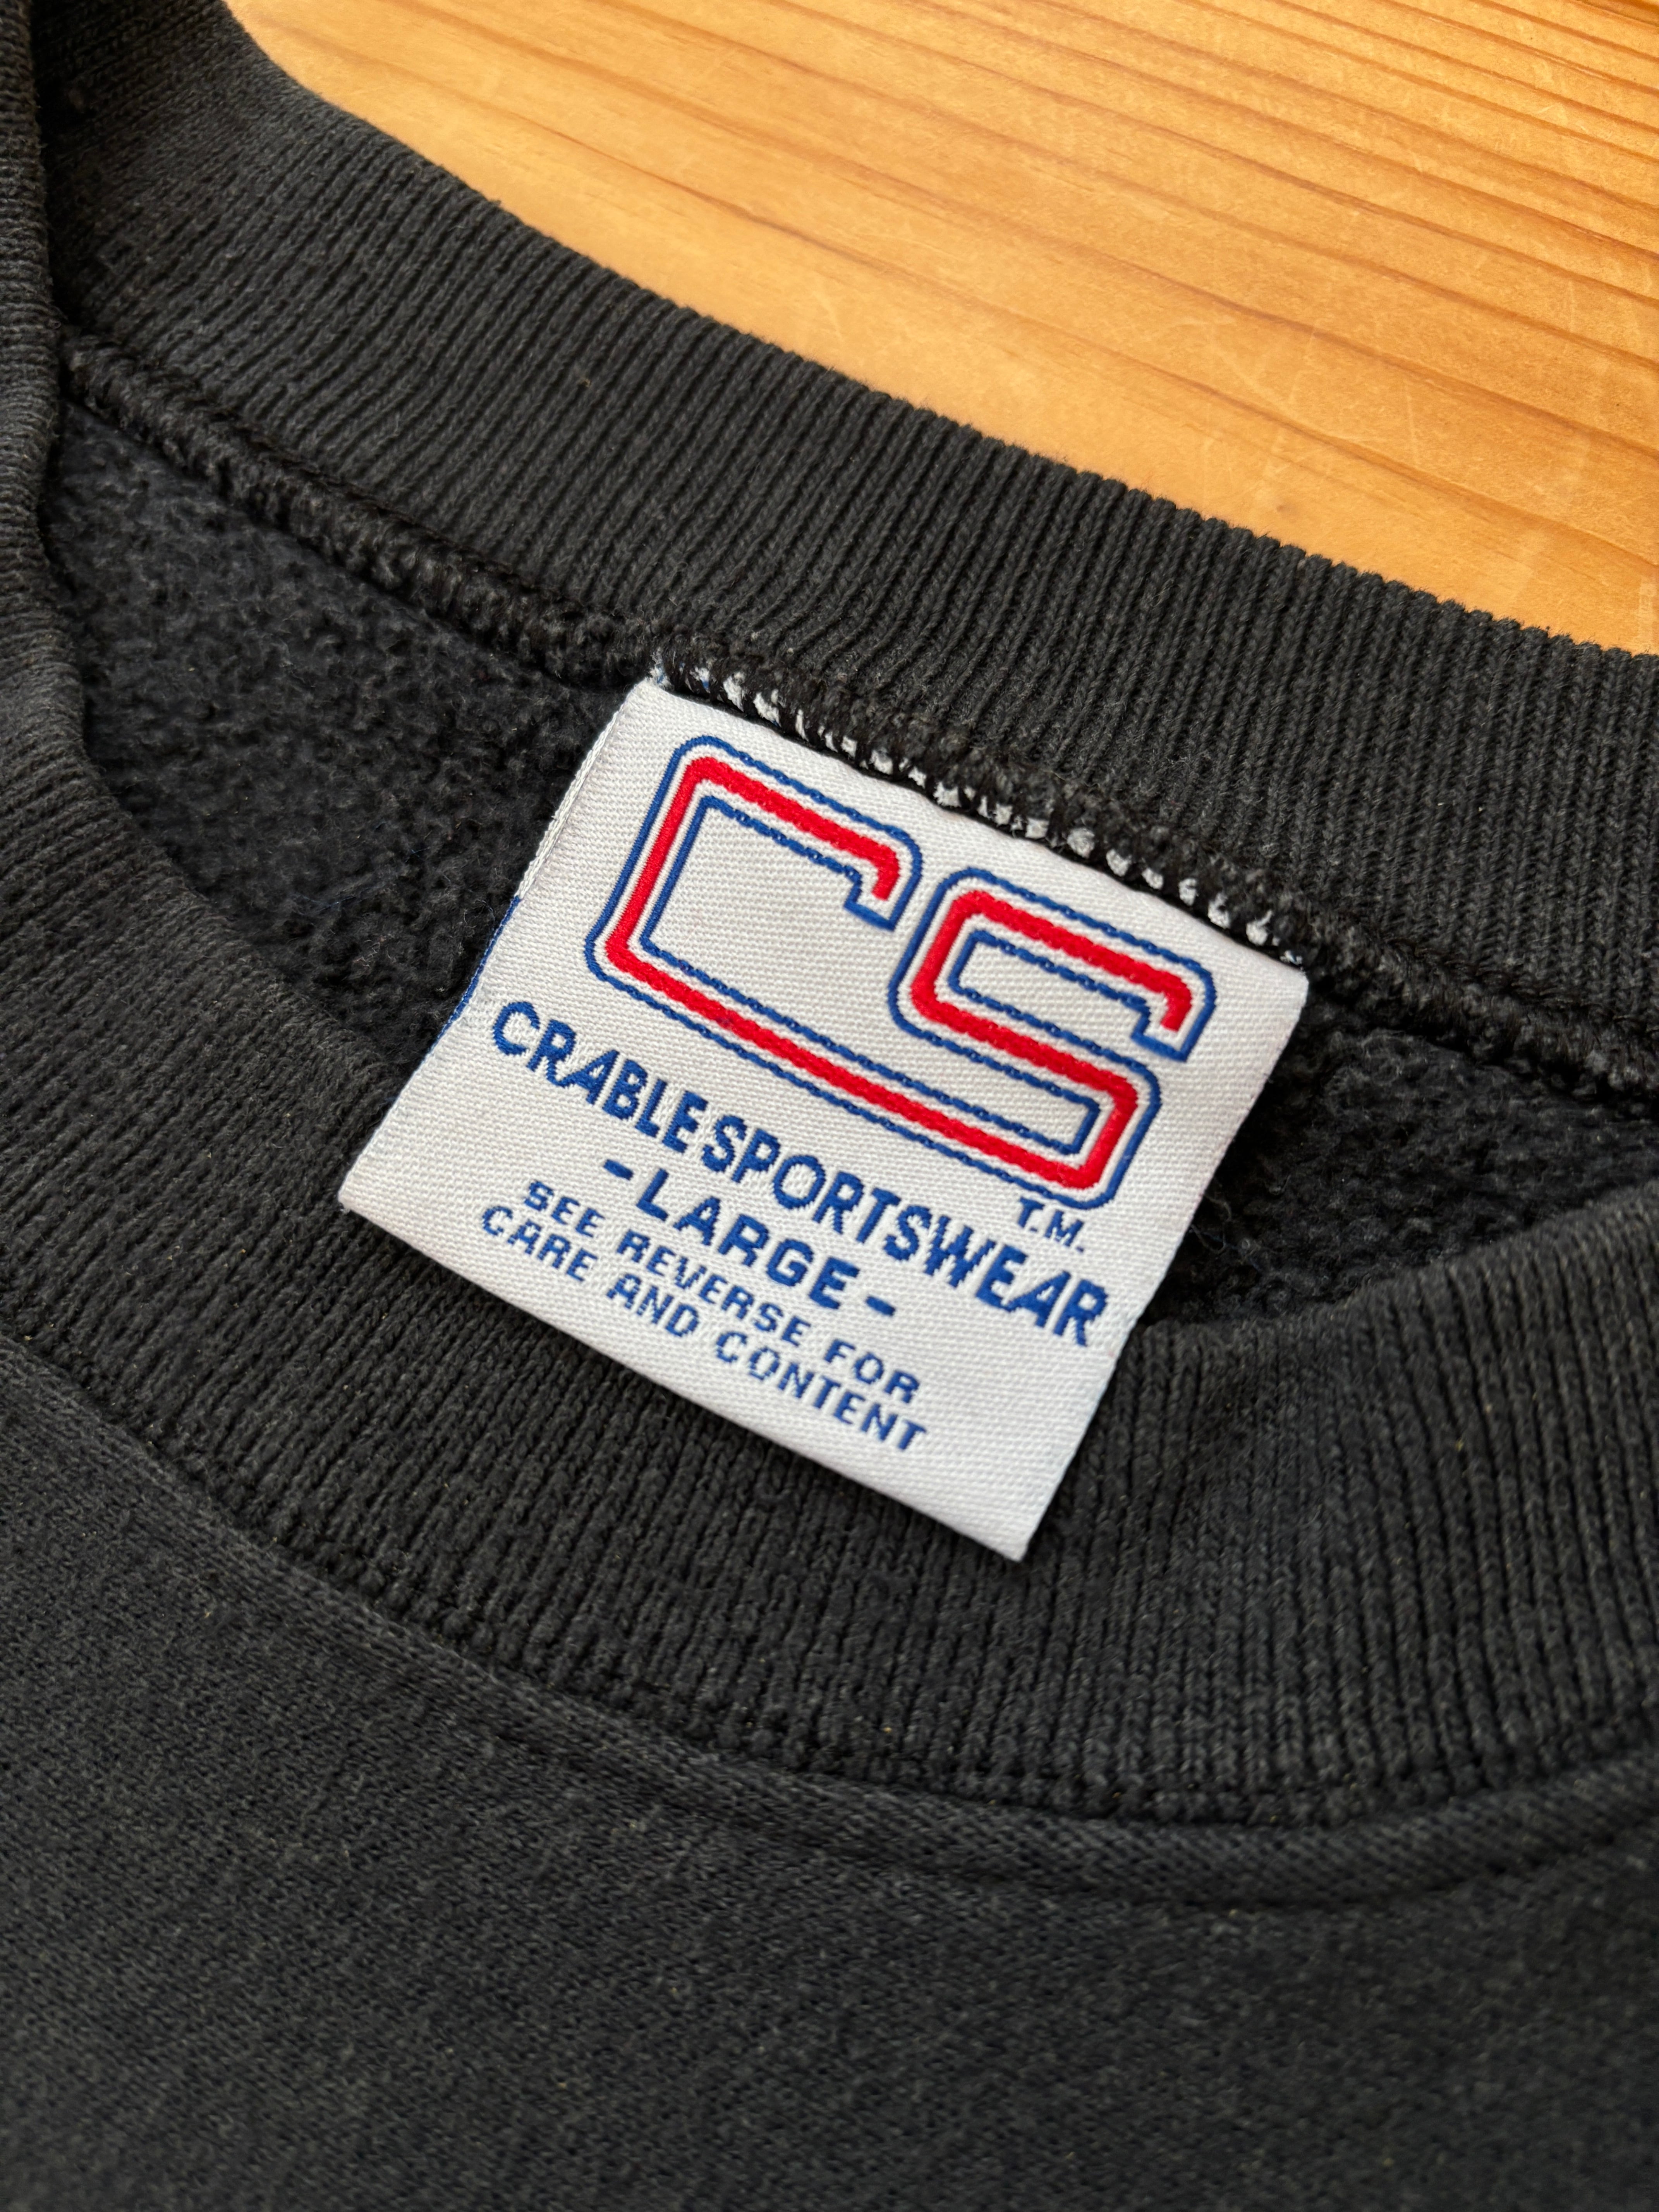 CS
T.M.
CRABLE SPORTSWEAR
-LARGE-
SEE REVERSE FOR
CARE AND CONTENT